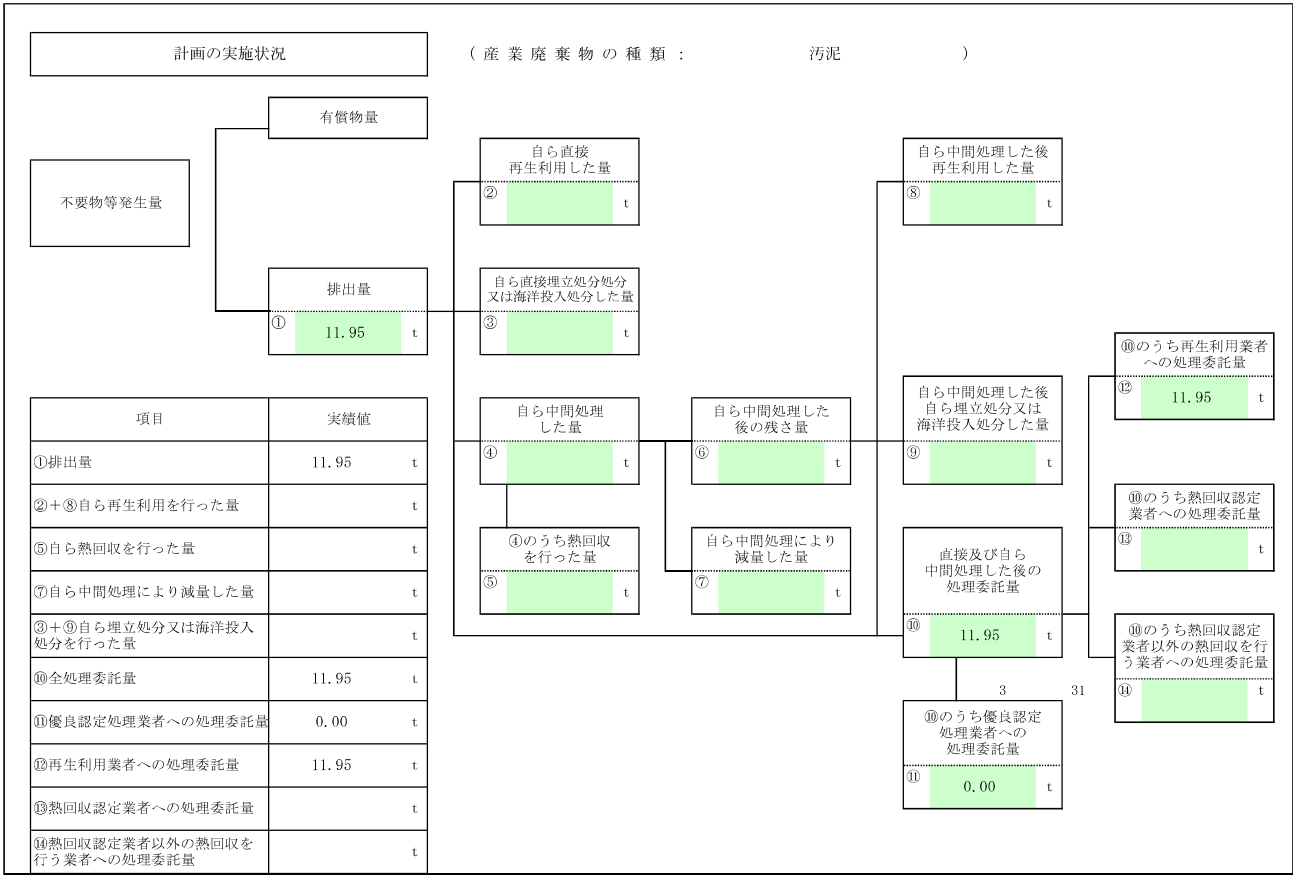 計画の実施状況
（産業廃棄物の種類： 汚泥 ）
有償物量
不要物等発生量
排出量
① 11.95 t
自ら直接
再生利用した量
② t
自ら直接埋立処分処分
又は海洋投入処分した量
③ t
自ら中間処理
した量
④ t
④のうち熱回収
を行った量
⑤ t
自ら中間処理した
後の残さ量
⑥ t
自ら中間処理により
減量した量
⑦ t
自ら中間処理した後
再生利用した量
⑧ t
自ら中間処理した後
自ら埋立処分又は
海洋投入処分した量
⑨ t
直接及び自ら
中間処理した後の
処理委託量
⑩ 11.95 t
3 31
⑩のうち優良認定
処理業者への
処理委託量
⑪ 0.00 t
⑩のうち再生利用業者
への処理委託量
⑫ 11.95 t
⑩のうち熱回収認定
業者への処理委託量
⑬ t
⑩のうち熱回収認定
業者以外の熱回収を行
う業者への処理委託量
⑭ t
項目 実績値
①排出量 11.95 t
②＋⑧自ら再生利用を行った量 t
⑤自ら熱回収を行った量 t
⑦自ら中間処理により減量した量 t
③＋⑨自ら埋立処分又は海洋投入
処分を行った量 t
⑩全処理委託量 11.95 t
⑪優良認定処理業者への処理委託量 0.00 t
⑫再生利用業者への処理委託量 11.95 t
⑬熱回収認定業者への処理委託量 t
⑭熱回収認定業者以外の熱回収を
行う業者への処理委託量 t